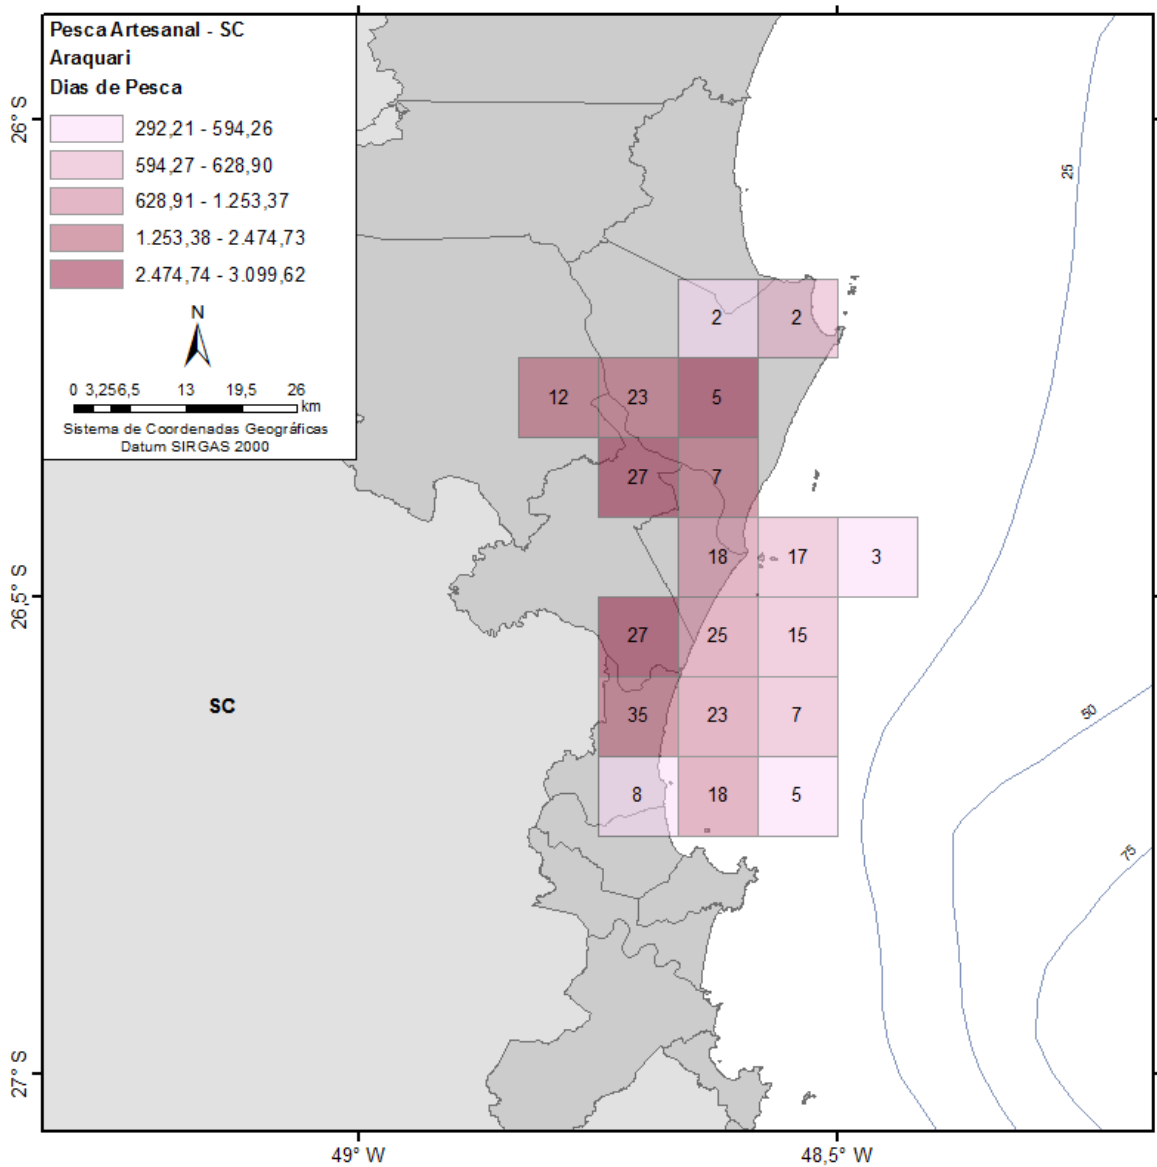 Pesca Artesanal - SC
Araquari
Dias de Pesca
292,21 - 594,26
594,27 - 628,90
628,91 - 1.253,37
1.253,38 - 2.474,73
2.474,74 - 3.099,62
N
0 3,25 6,5 13 19,5 26
km
Sistema de Coordenadas Geográficas
Datum SIRGAS 2000
26° S
26,5° S
27° S
49° W
48,5° W
SC
25
50
75
2 2
12 23 5
27 7
18 17 3
27 25 15
35 23 7
8 18 5